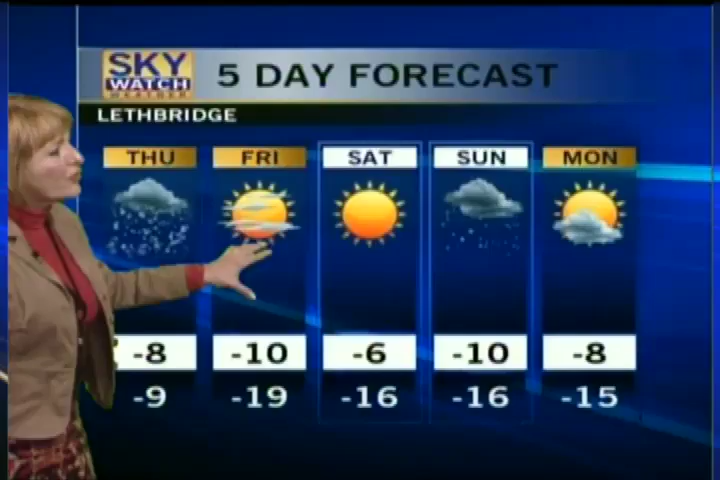 SKY
WATCH
WEATHER
5 DAY FORECAST
LETHBRIDGE
THU FRI SAT SUN MON
-8 -10 -6 -10 -8
-9 -19 -16 -16 -15